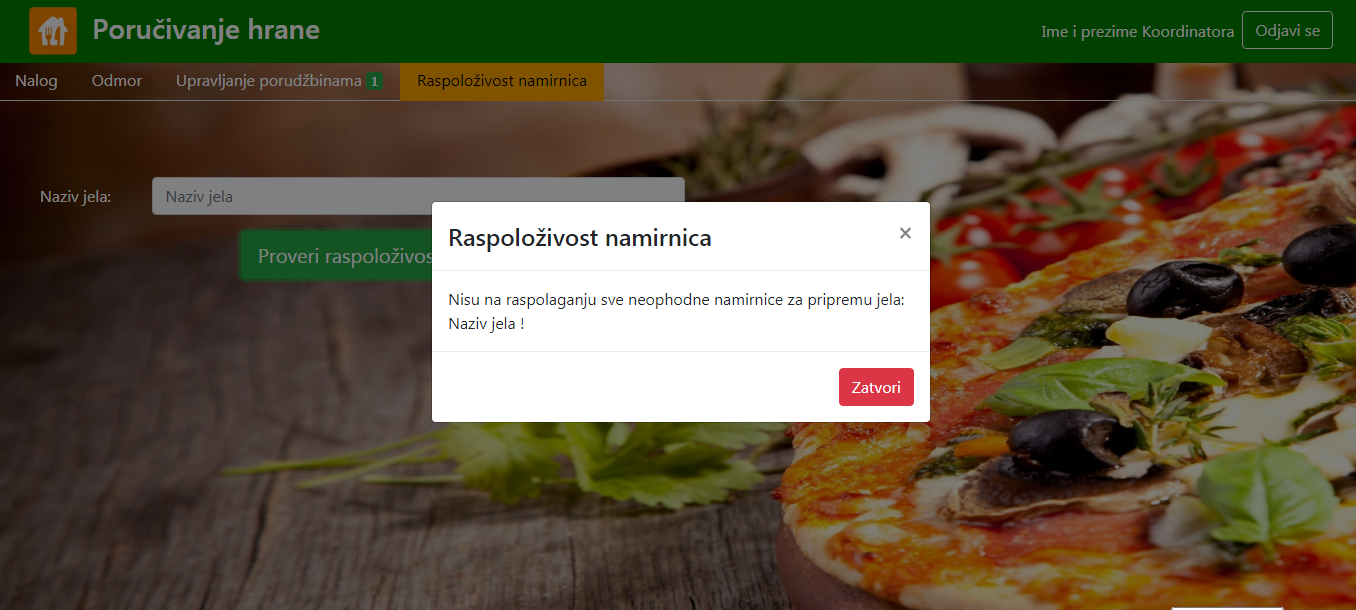 Poručivanje hrane
Ime i prezime Koordinatora
Odjavi se
Nalog
Odmor
Upravljanje porudžbinama 1
Raspoloživost namirnica
Naziv jela:
Naziv jela
Proveri raspoloživos
Raspoloživost namirnica
×
Nisu na raspolaganju sve neophodne namirnice za pripremu jela:
Naziv jela !
Zatvori